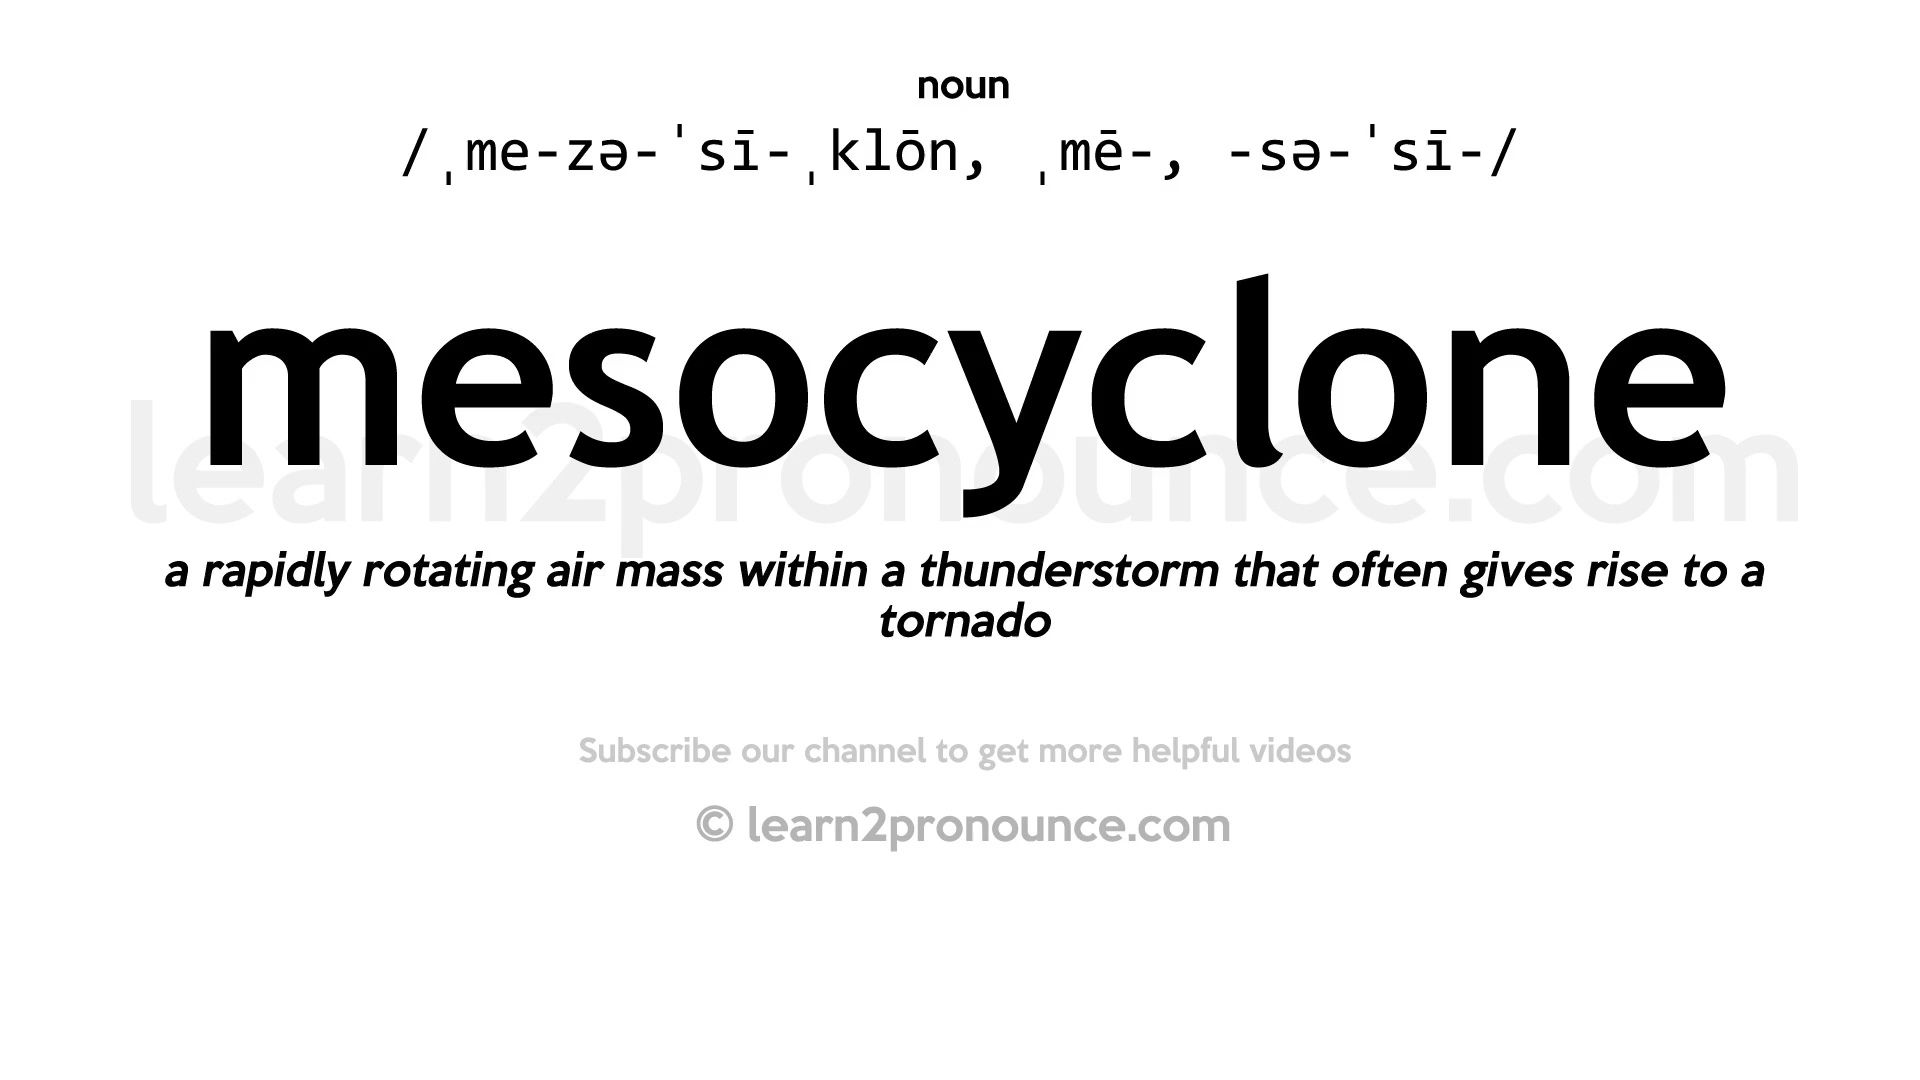 noun
/ˌme-zə-ˈsī-ˌklōn, ˌmē-, -sə-ˈsī-/
mesocyclone
learn2pronounce.com
a rapidly rotating air mass within a thunderstorm that often gives rise to a
tornado
Subscribe our channel to get more helpful videos
© learn2pronounce.com